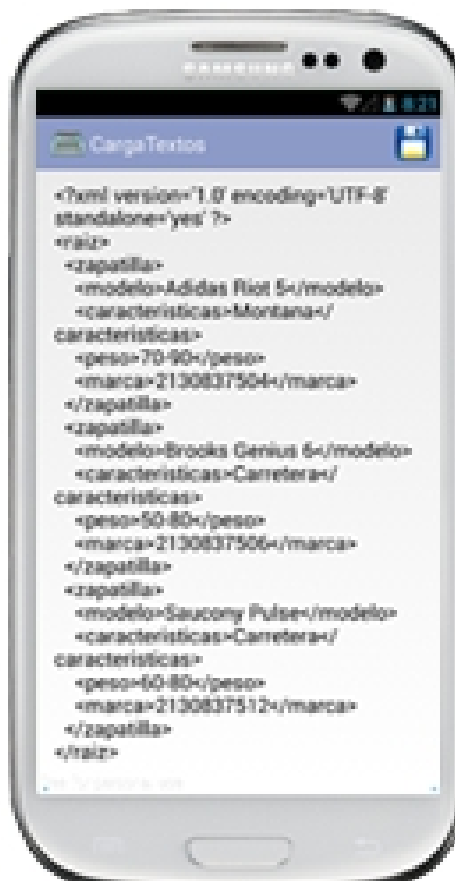 8:21
CargaTextos
<?xml version='1.0' encoding='UTF-8'
standalone='yes' ?>
<raiz>
<zapatilla>
<modelo>Adidas Riot 5</modelo>
<caracteristicas>Montana</
caracteristicas>
<peso>70-90</peso>
<marca>2130837504</marca>
</zapatilla>
<zapatilla>
<modelo>Brooks Genius 6</modelo>
<caracteristicas>Carretera</
caracteristicas>
<peso>50-80</peso>
<marca>2130837506</marca>
</zapatilla>
<zapatilla>
<modelo>Saucony Pulse</modelo>
<caracteristicas>Carretera</
caracteristicas>
<peso>60-80</peso>
<marca>2130837512</marca>
</zapatilla>
</raiz>